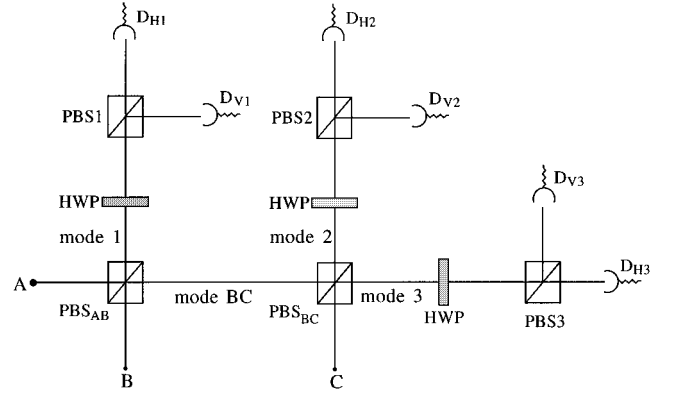 D_H1
D_H2
PBS1
D_V1
PBS2
D_V2
HWP
HWP
D_V3
mode 1
mode 2
A
D_H3
PBS_AB
mode BC
PBS_BC
mode 3
HWP
PBS3
B
C